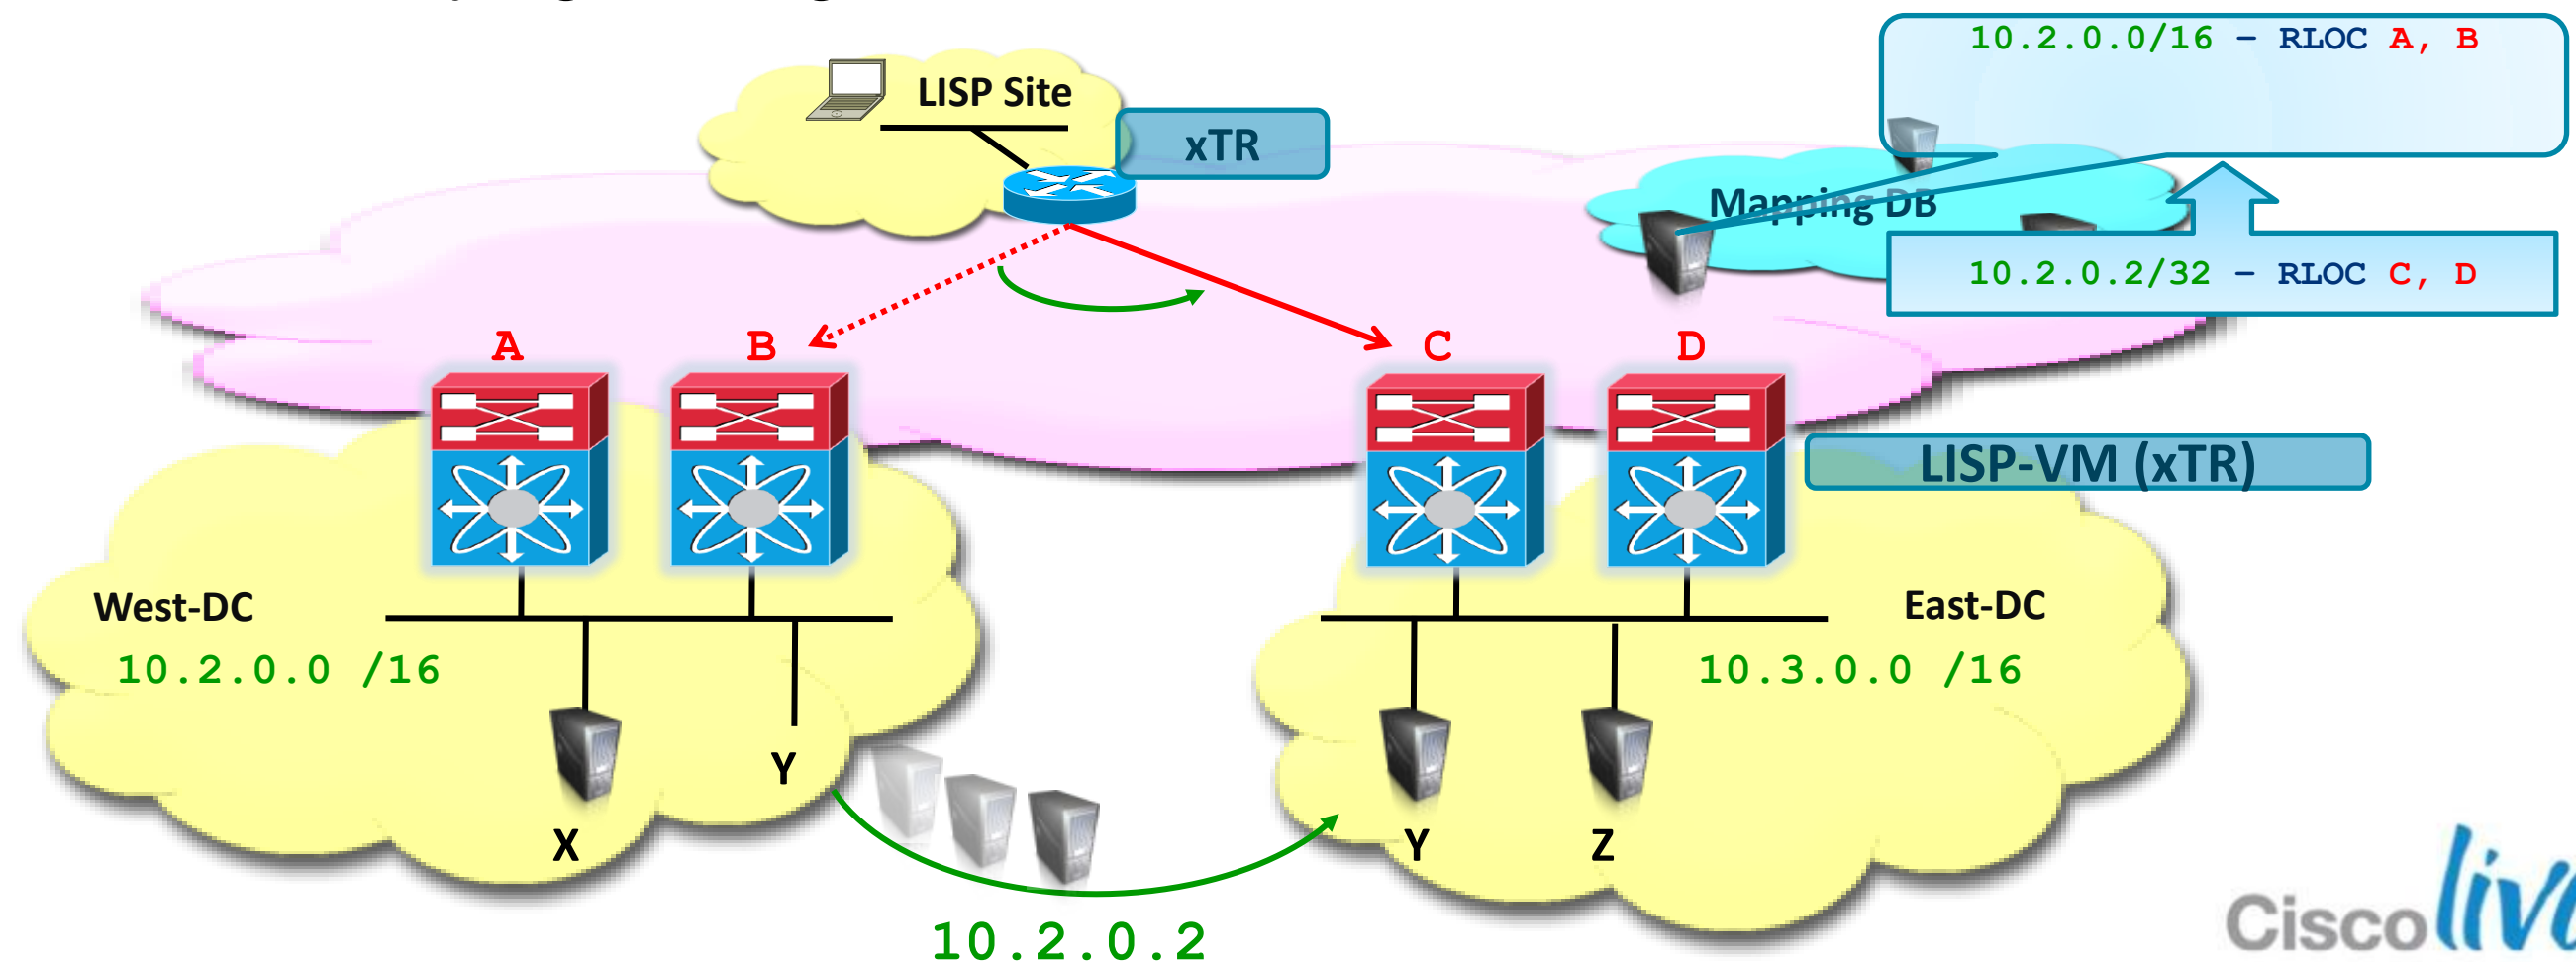 10.2.0.0/16 – RLOC A, B
LISP Site
xTR
Mapping DB
10.2.0.2/32 – RLOC C, D
A
B
C
D
LISP-VM (xTR)
West-DC
East-DC
10.2.0.0 /16
10.3.0.0 /16
Y
X
Y
Z
10.2.0.2
Cisco